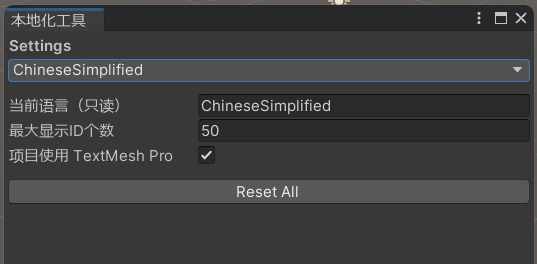 本地化工具
Settings
ChineseSimplified
当前语言（只读） ChineseSimplified
最大显示ID个数 50
项目使用 TextMesh Pro
Reset All